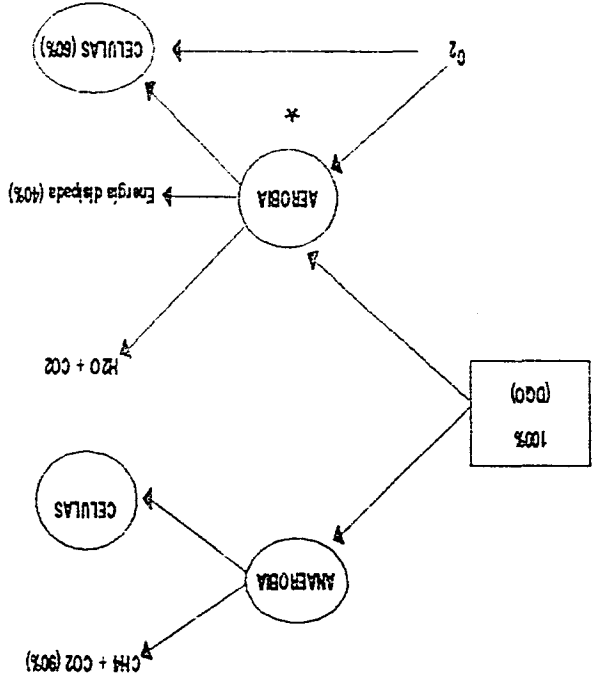 CH4 + CO2 (90%)
ANAEROBIA
CELULAS
100%
(DQO)
H2O + CO2
AEROBIA
Energía disipada (40%)
*
O2
CELULAS (60%)